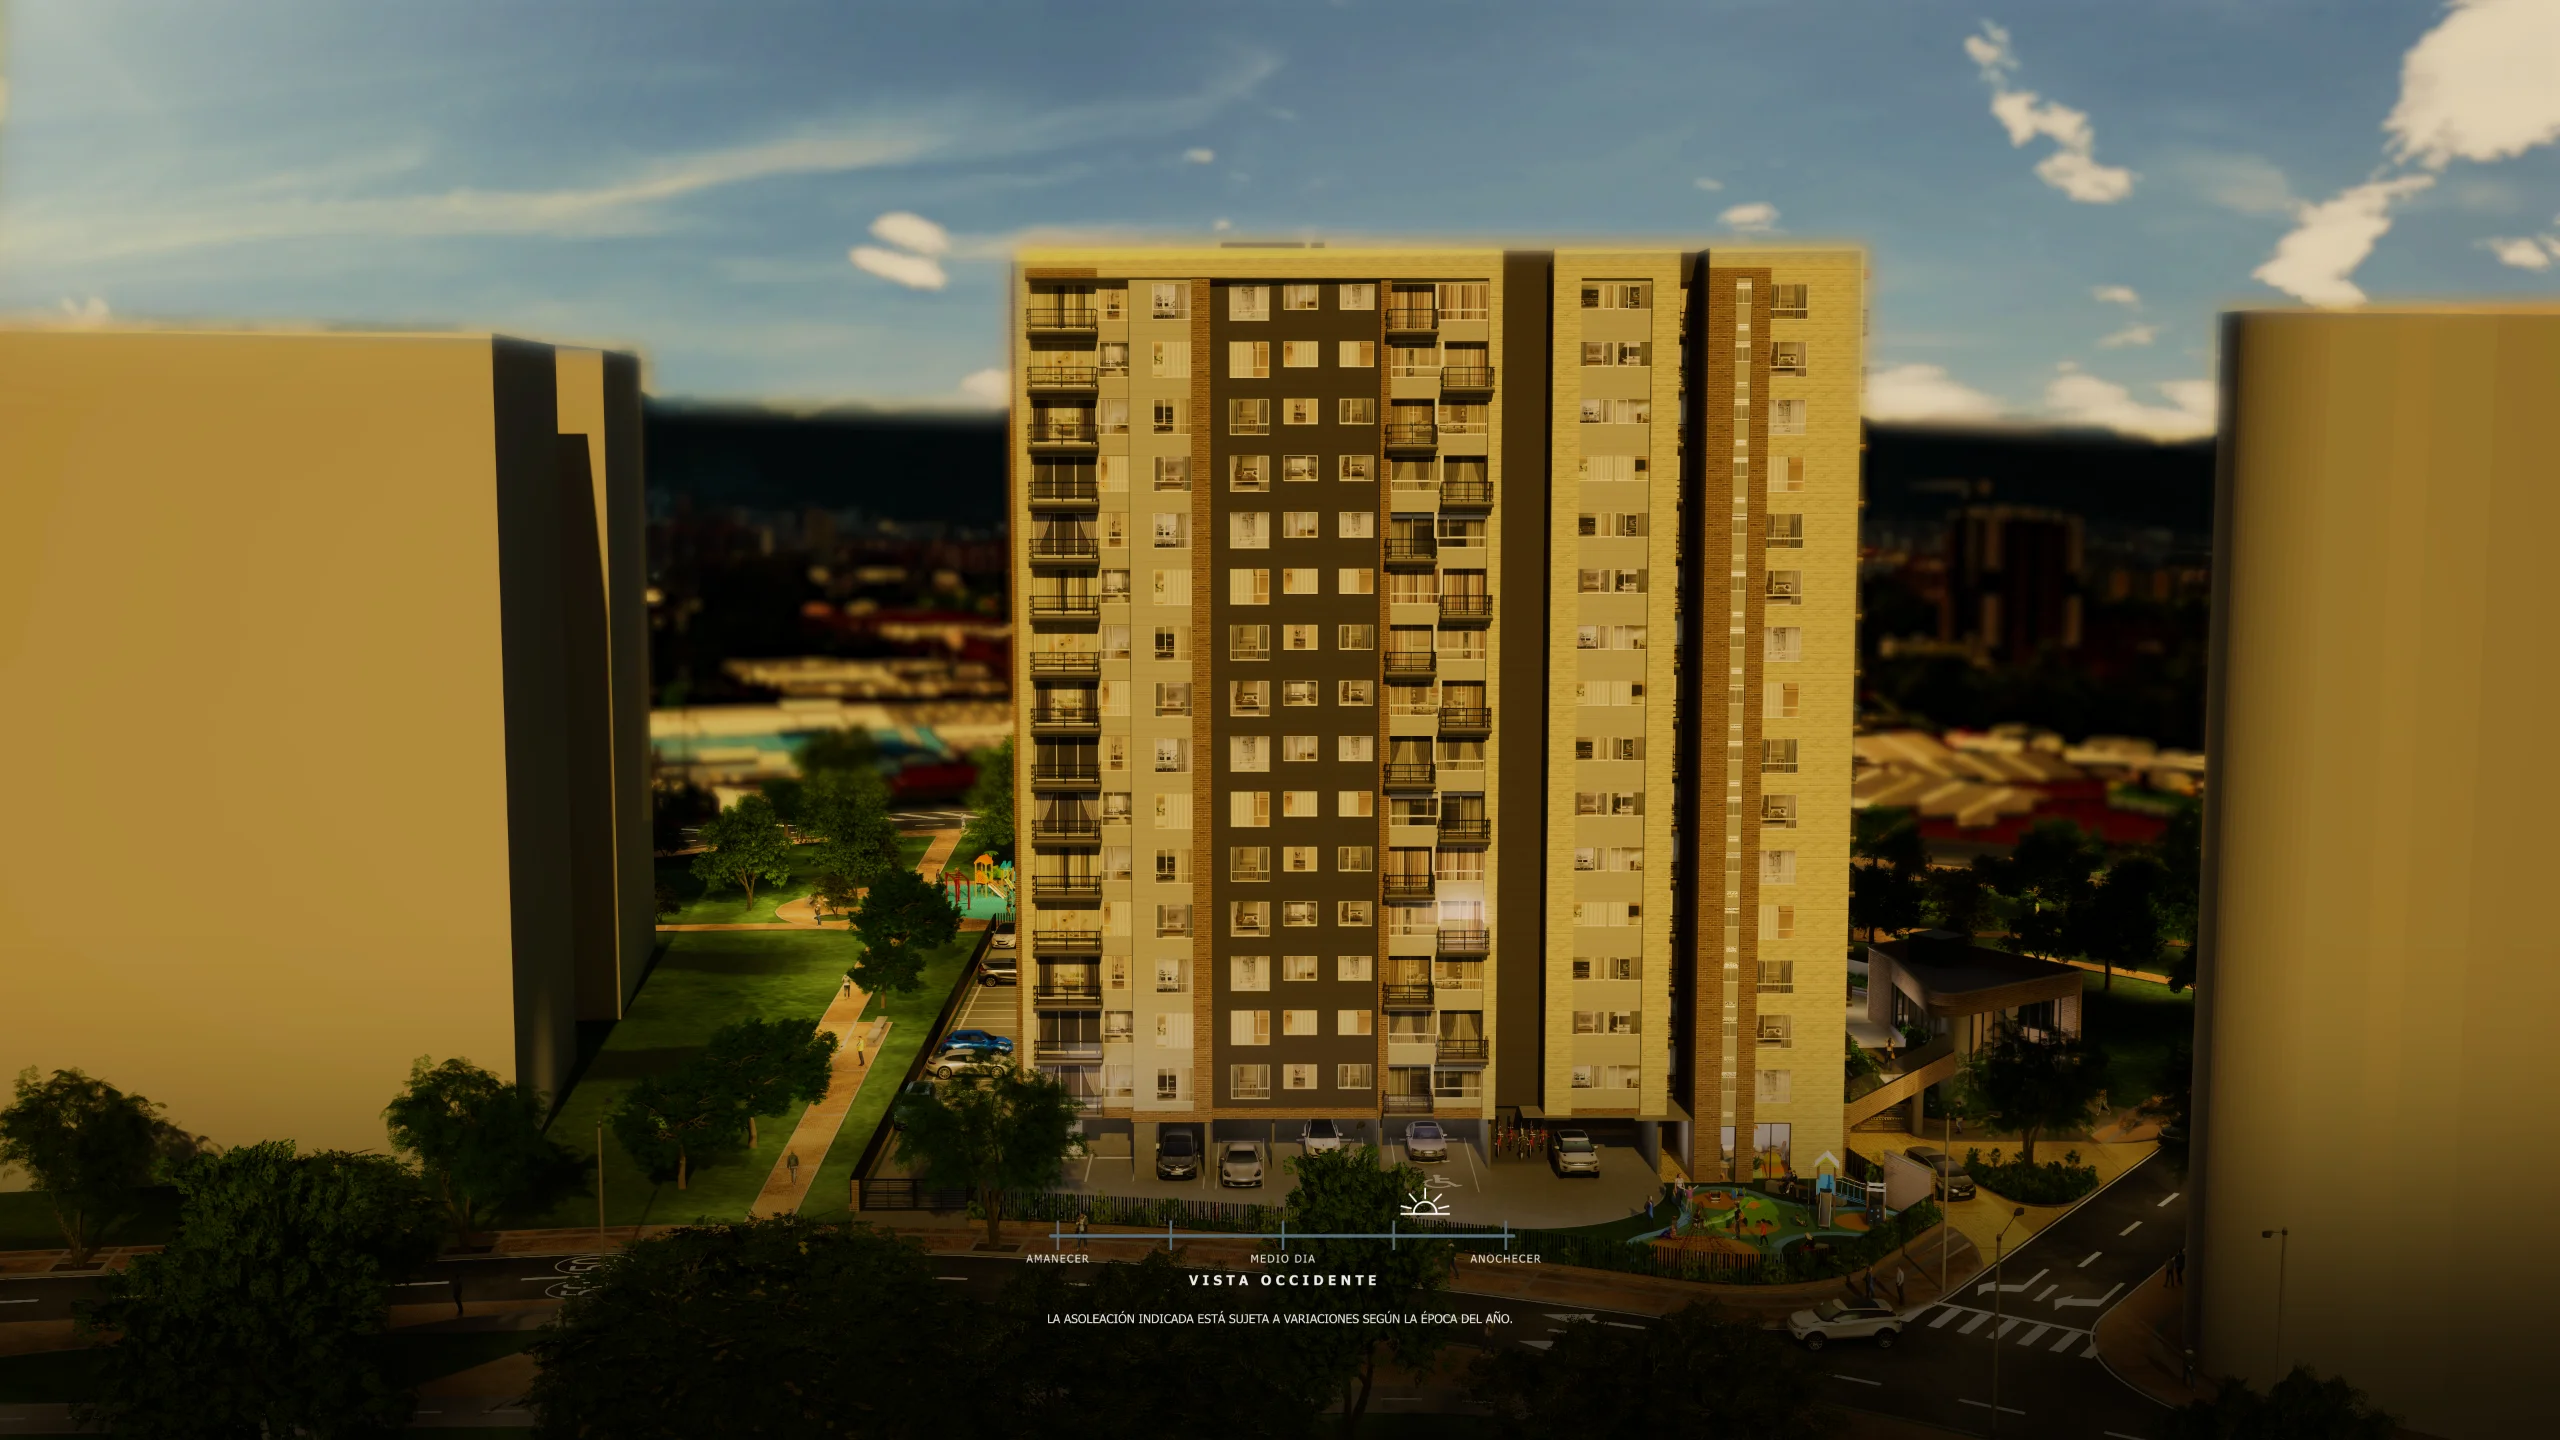 AMANECER MEDIO DIA ANOCHECER
VISTA OCCIDENTE
LA ASOLEACIÓN INDICADA ESTÁ SUJETA A VARIACIONES SEGÚN LA ÉPOCA DEL AÑO.